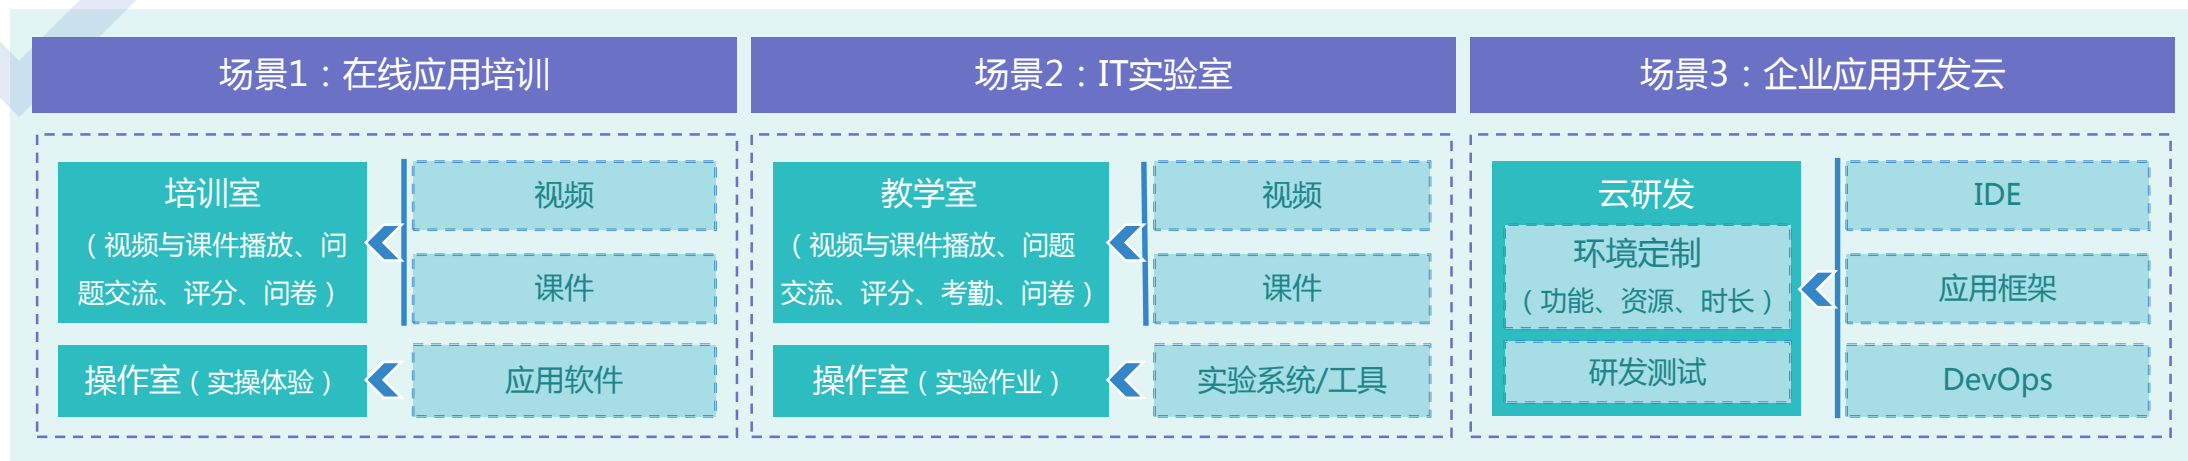 场景1：在线应用培训
培训室
（视频与课件播放、问
题交流、评分、问卷）
视频
课件
操作室（实操体验）
应用软件
场景2：IT实验室
教学室
（视频与课件播放、问题
交流、评分、考勤、问卷）
视频
课件
操作室（实验作业）
实验系统/工具
场景3：企业应用开发云
云研发
环境定制
（功能、资源、时长）
研发测试
IDE
应用框架
DevOps